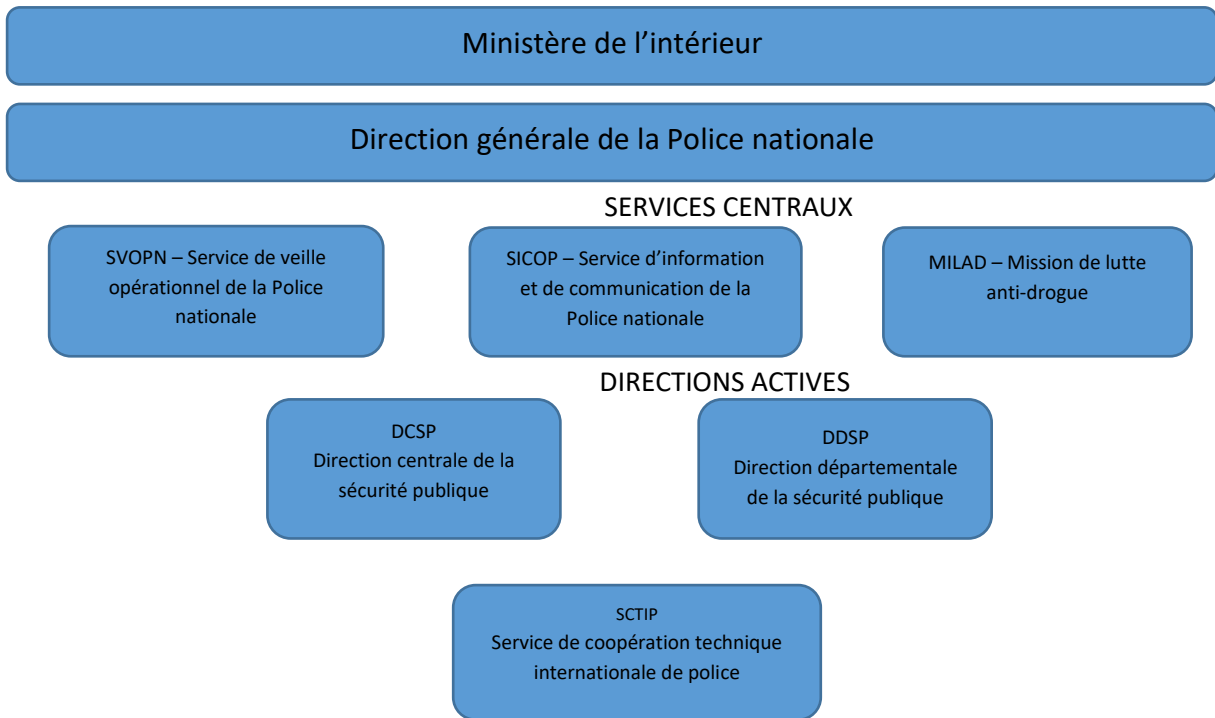 Ministère de l’intérieur
Direction générale de la Police nationale
SERVICES CENTRAUX
SVOPN – Service de veille
opérationnel de la Police
nationale
SICOP – Service d’information
et de communication de la
Police nationale
MILAD – Mission de lutte
anti-drogue
DIRECTIONS ACTIVES
DCSP
Direction centrale de la
sécurité publique
DDSP
Direction départementale
de la sécurité publique
SCTIP
Service de coopération technique
internationale de police